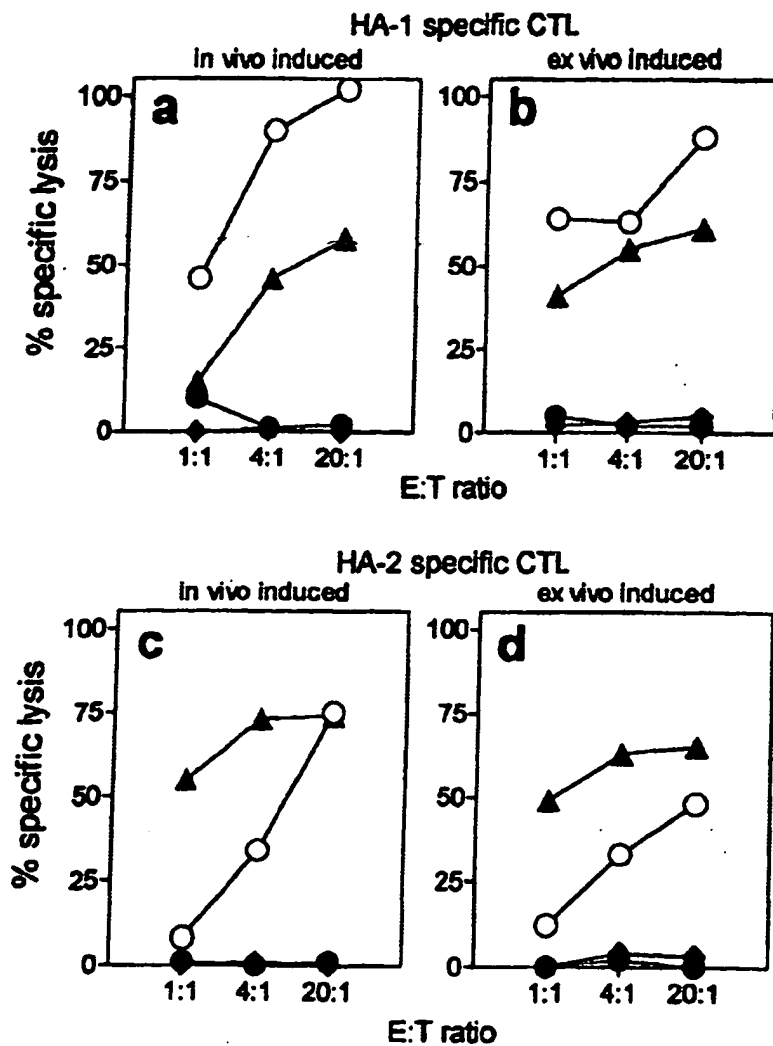 HA-1 specific CTL
in vivo induced
ex vivo induced
a
b
% specific lysis
100
75
50
25
0
1:1 4:1 20:1
100
75
50
25
0
1:1 4:1 20:1
E:T ratio
HA-2 specific CTL
in vivo induced
ex vivo induced
c
d
% specific lysis
100
75
50
25
0
1:1 4:1 20:1
100
75
50
25
0
1:1 4:1 20:1
E:T ratio